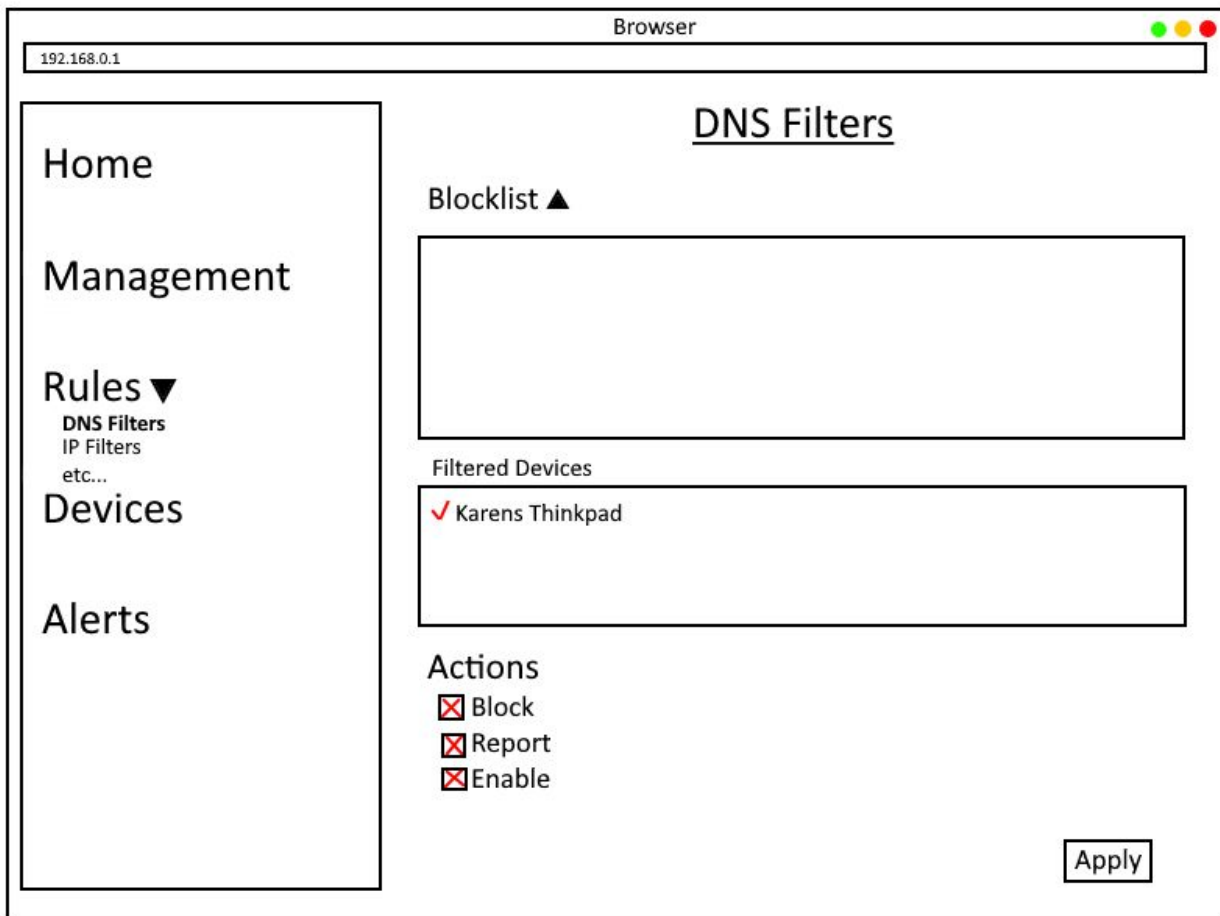 Browser
192.168.0.1
Home
Management
Rules
DNS Filters
IP Filters
etc...
Devices
Alerts
DNS Filters
Blocklist
Filtered Devices
Karens Thinkpad
Actions
Block
Report
Enable
Apply